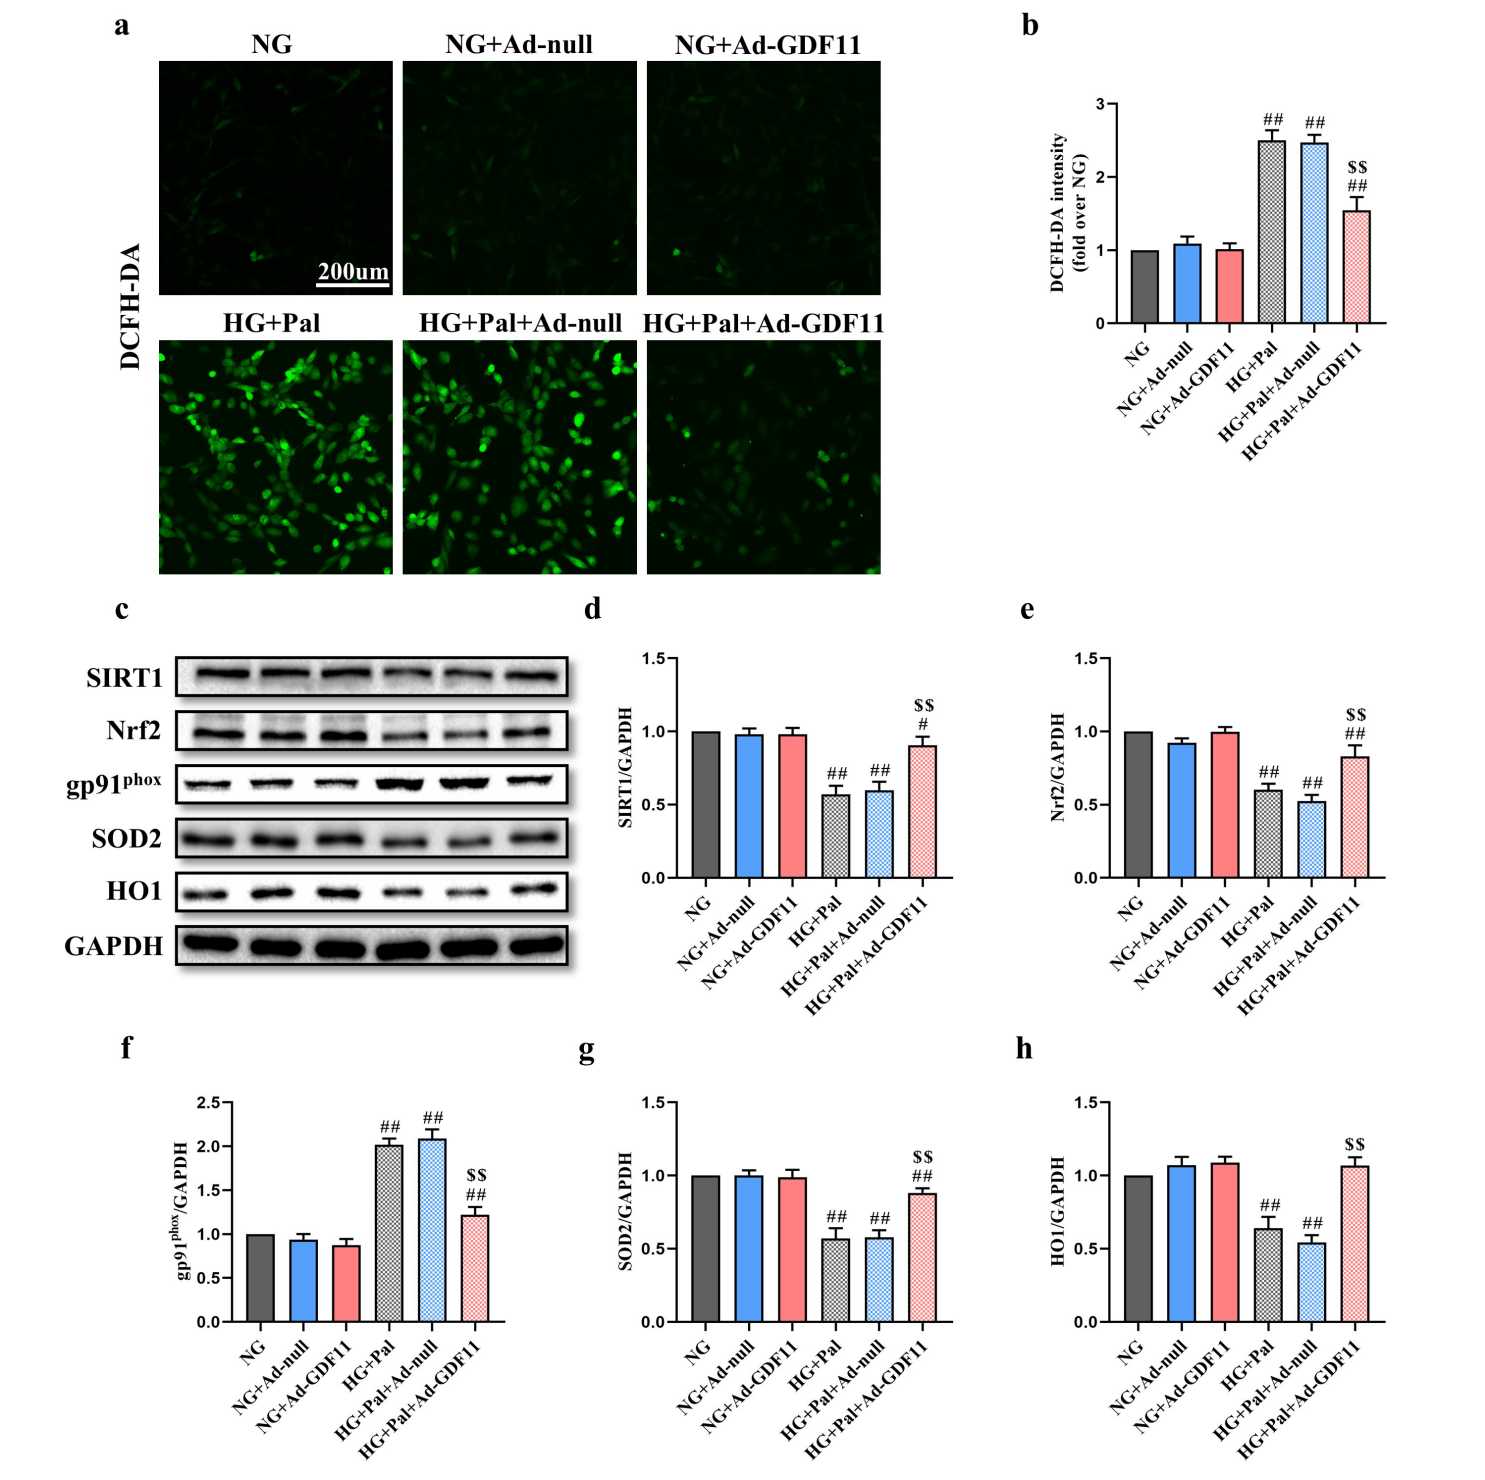 a
NG
NG+Ad-null
NG+Ad-GDF11
DCFH-DA
200um
HG+Pal
HG+Pal+Ad-null
HG+Pal+Ad-GDF11
b
DCFH-DA intensity
(fold over NG)
3
2
1
0
##
##
$$
##
NG
NG+Ad-null
NG+Ad-GDF11
HG+Pal
HG+Pal+Ad-null
HG+Pal+Ad-GDF11
c
SIRT1
Nrf2
gp91phox
SOD2
HO1
GAPDH
d
SIRT1/GAPDH
1.5
1.0
0.5
0.0
##
##
$$
#
NG
NG+Ad-null
NG+Ad-GDF11
HG+Pal
HG+Pal+Ad-null
HG+Pal+Ad-GDF11
e
Nrf2/GAPDH
1.5
1.0
0.5
0.0
##
##
$$
##
NG
NG+Ad-null
NG+Ad-GDF11
HG+Pal
HG+Pal+Ad-null
HG+Pal+Ad-GDF11
f
gp91phox/GAPDH
2.5
2.0
1.5
1.0
0.5
0.0
##
##
$$
##
NG
NG+Ad-null
NG+Ad-GDF11
HG+Pal
HG+Pal+Ad-null
HG+Pal+Ad-GDF11
g
SOD2/GAPDH
1.5
1.0
0.5
0.0
##
##
$$
##
NG
NG+Ad-null
NG+Ad-GDF11
HG+Pal
HG+Pal+Ad-null
HG+Pal+Ad-GDF11
h
HO1/GAPDH
1.5
1.0
0.5
0.0
##
##
$$
NG
NG+Ad-null
NG+Ad-GDF11
HG+Pal
HG+Pal+Ad-null
HG+Pal+Ad-GDF11